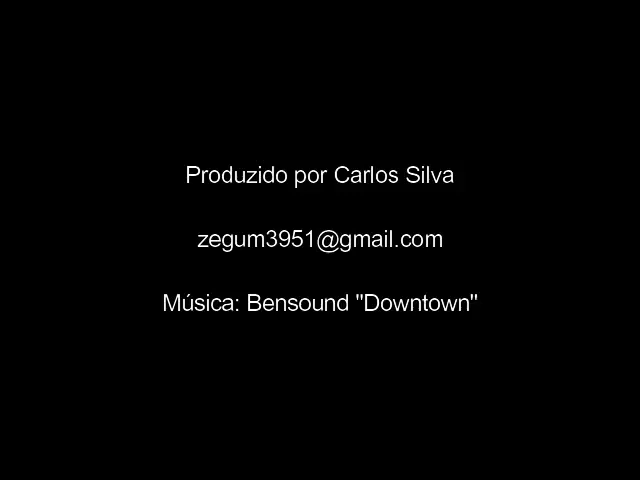 Produzido por Carlos Silva
zegum3951@gmail.com
Música: Bensound "Downtown"